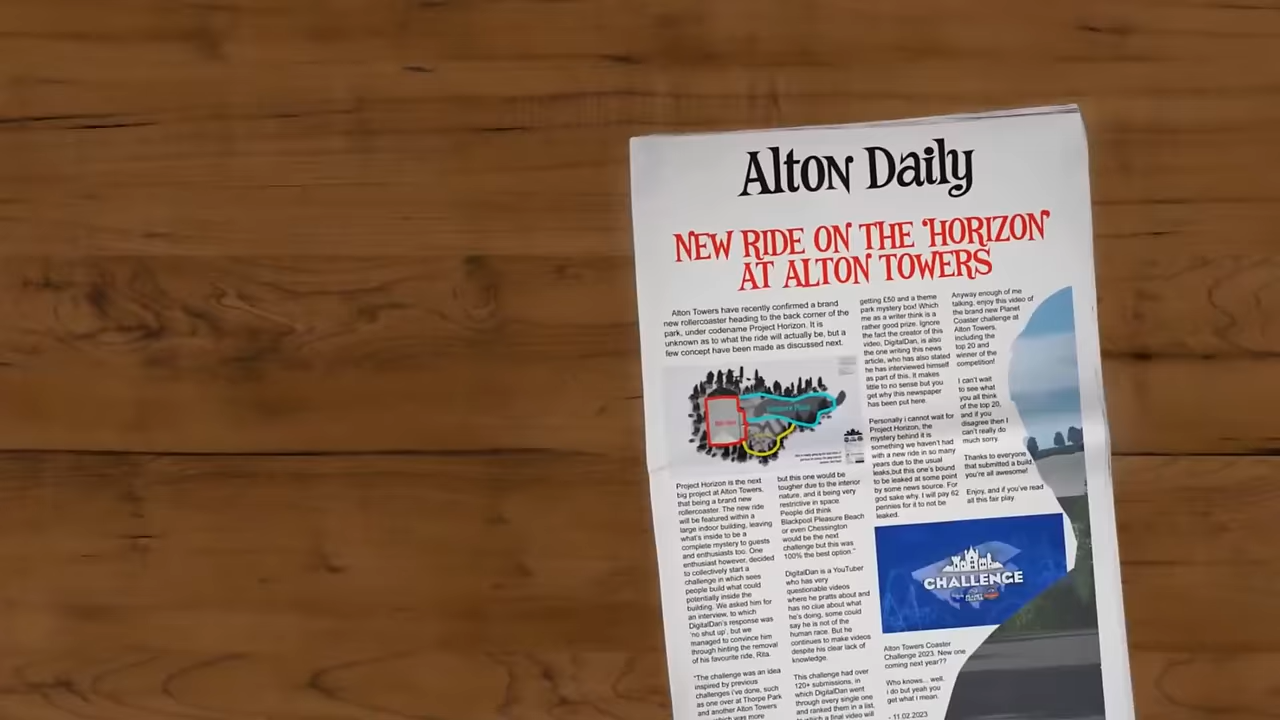 Alton Daily
NEW RIDE ON THE 'HORIZON'
AT ALTON TOWERS
Alton Towers have recently confirmed a brand
new rollercoaster heading to the back corner of the
park, under codename Project Horizon. It is
unknown as to what the ride will actually be, but a
few concept have been made as discussed next.
Project Horizon is the next
big project at Alton Towers,
that being a brand new
rollercoaster. The new ride
will be featured within a
large indoor building, leaving
what's inside to be a
complete mystery to guests
and enthusiasts too. One
enthusiast however, decided
to collectively start a
challenge in which sees
people build what could
potentially inside the
building. We asked him for
an interview, to which
DigitalDan's response was
'no shut up', but we
managed to convince him
through hinting the removal
of his favourite ride, Rita.
"The challenge was an idea
inspired by previous
challenges i've done, such
as one over at Thorpe Park
and another Alton Towers
which was more
but this one would be
tougher due to the interior
nature, and it being very
restrictive in space.
People did think
Blackpool Pleasure Beach
or even Chessington
would be the next
challenge but this was
100% the best option."
DigitalDan is a YouTuber
who has very
questionable videos
where he pratts about and
has no clue about what
he's doing, some could
say he is not of the
human race. But he
continues to make videos
despite his clear lack of
knowledge.
This challenge had over
120+ submissions, in
which DigitalDan went
through every single one
and ranked them in a list,
to which a final video will
getting £50 and a theme
park mystery box! Which
me as a writer think is a
rather good prize. Ignore
the fact the creator of this
video, DigitalDan, is also
the one writing this news
article, who has also stated
he has interviewed himself
as part of this. It makes
little to no sense but you
get why this newspaper
has been put here.
Personally i cannot wait for
Project Horizon, the
mystery behind it is
something we haven't had
with a new ride in so many
years due to the usual
leaks,but this one's bound
to be leaked at some point
by some news source. For
god sake why. I will pay 62
pennies for it to not be
leaked.
CHALLENGE
Alton Towers Coaster
Challenge 2023. New one
coming next year??
Who knows... well,
i do but yeah you
get what i mean.
- 11.02.2023
Anyway enough of me
talking, enjoy this video of
the brand new Planet
Coaster challenge at
Alton Towers,
including the
top 20 and
winner of the
competition!
I can't wait
to see what
you all think
of the top 20,
and if you
disagree then I
can't really do
much sorry.
Thanks to everyone
that submitted a build,
you're all awesome!
Enjoy, and if you've read
all this fair play.